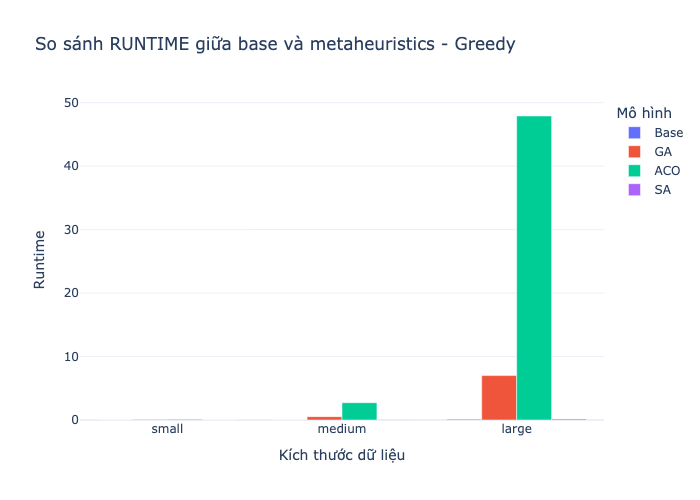 So sánh RUNTIME giữa base và metaheuristics - Greedy
50
40
30
20
10
0
Runtime
small
medium
large
Kích thước dữ liệu
Mô hình
Base
GA
ACO
SA